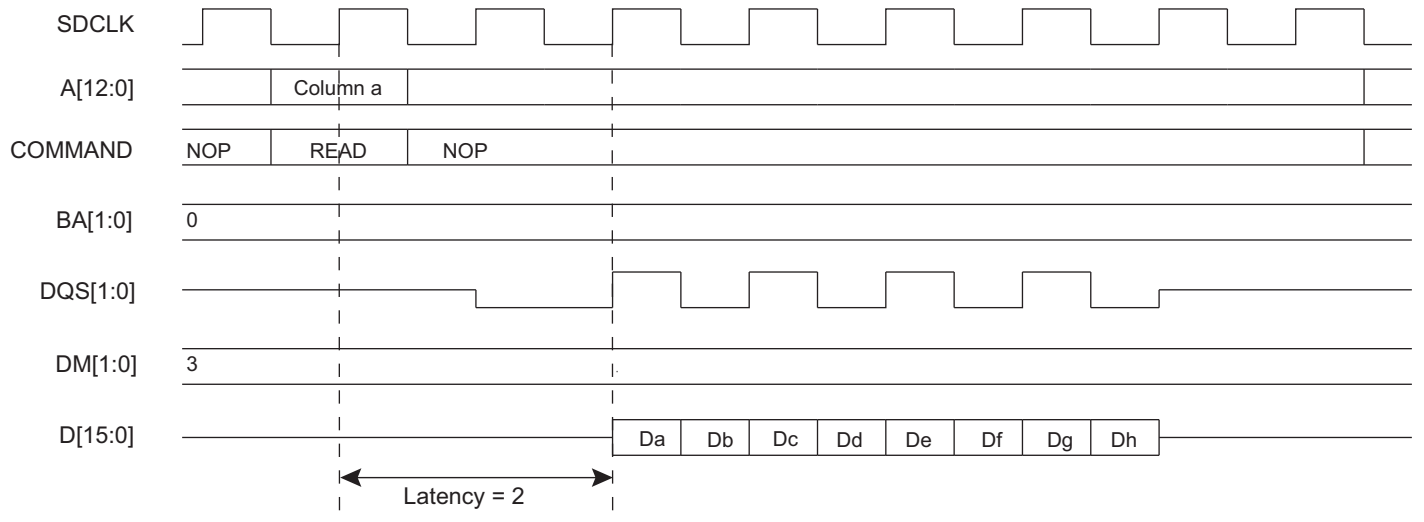 SDCLK
A[12:0] Column a
COMMAND NOP READ NOP
BA[1:0] 0
DQS[1:0]
DM[1:0] 3
D[15:0] Da Db Dc Dd De Df Dg Dh
Latency = 2